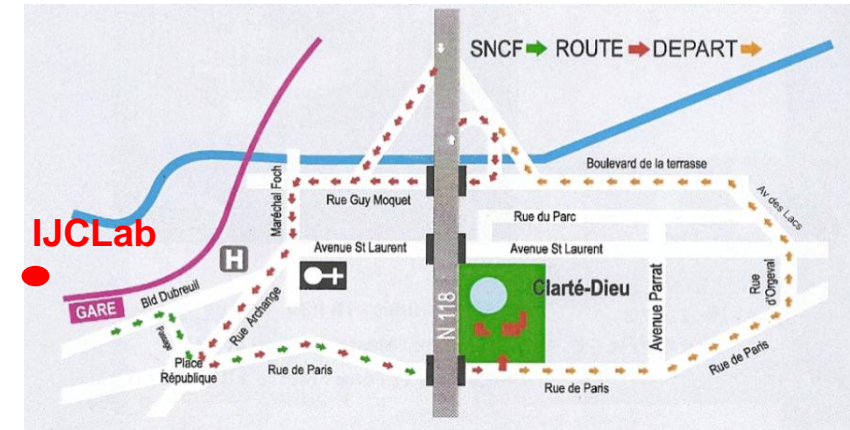 SNCF ROUTE DEPART
Boulevard de la terrasse
Maréchal Foch
Rue Guy Moquet
Av des Lacs
Rue du Parc
IJCLab
H
Avenue St Laurent
Avenue St Laurent
GARE
Bld Dubreuil
Clarté-Dieu
Rue
d'Orgeval
Passage
Rue Archange
N 118
Avenue Parrat
Place
République
Rue de Paris
Rue de Paris
Rue de Paris